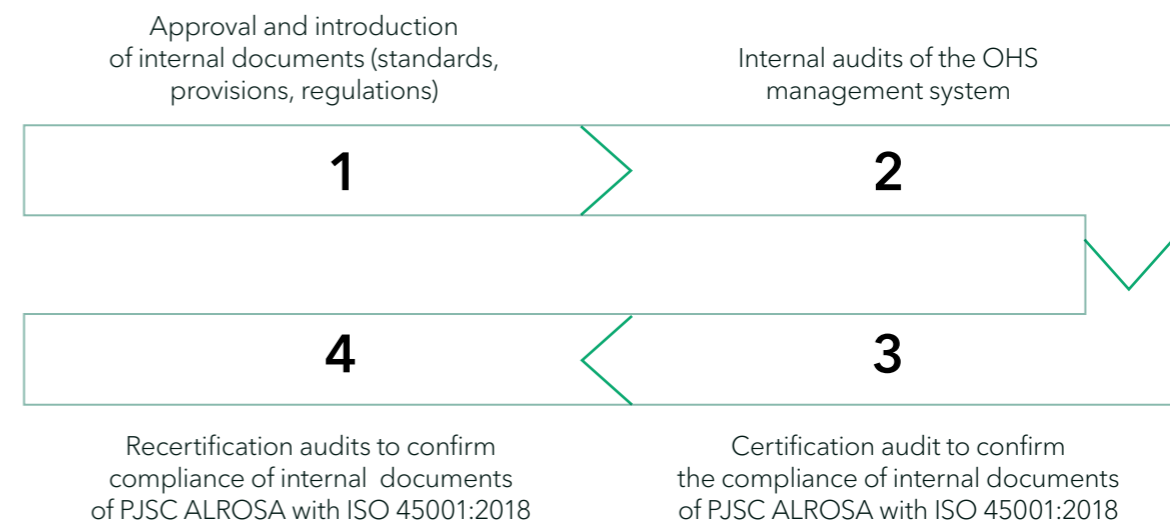 Approval and introduction
of internal documents (standards,
provisions, regulations)
Internal audits of the OHS
management system
1
2
4
3
Recertification audits to confirm
compliance of internal documents
of PJSC ALROSA with ISO 45001:2018
Certification audit to confirm
the compliance of internal documents
of PJSC ALROSA with ISO 45001:2018